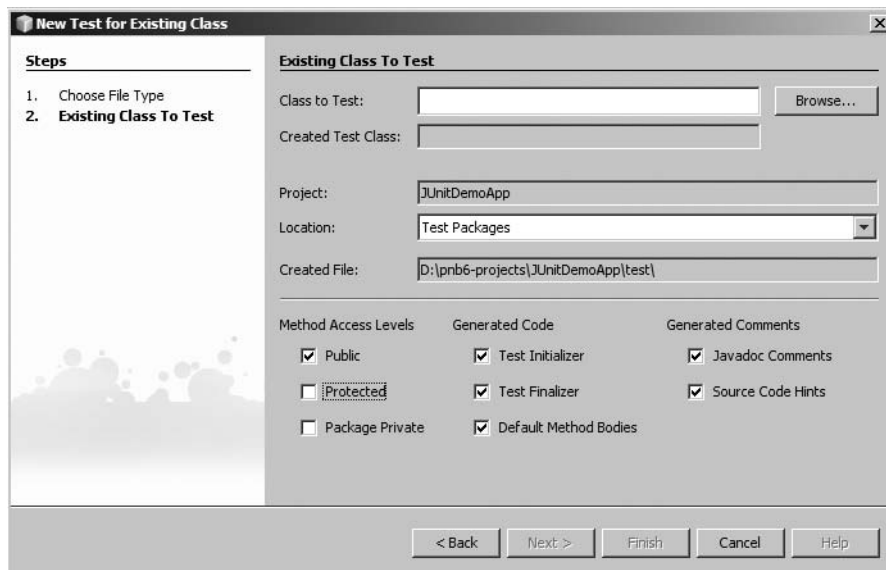 New Test for Existing Class
Steps
1. Choose File Type
2. Existing Class To Test
Existing Class To Test
Class to Test:
Browse...
Created Test Class:
Project: JUnitDemoApp
Location: Test Packages
Created File: D:\pnb6-projects\JUnitDemoApp\test\
Method Access Levels Generated Code Generated Comments
Public Test Initializer Javadoc Comments
Protected Test Finalizer Source Code Hints
Package Private Default Method Bodies
< Back Next > Finish Cancel Help